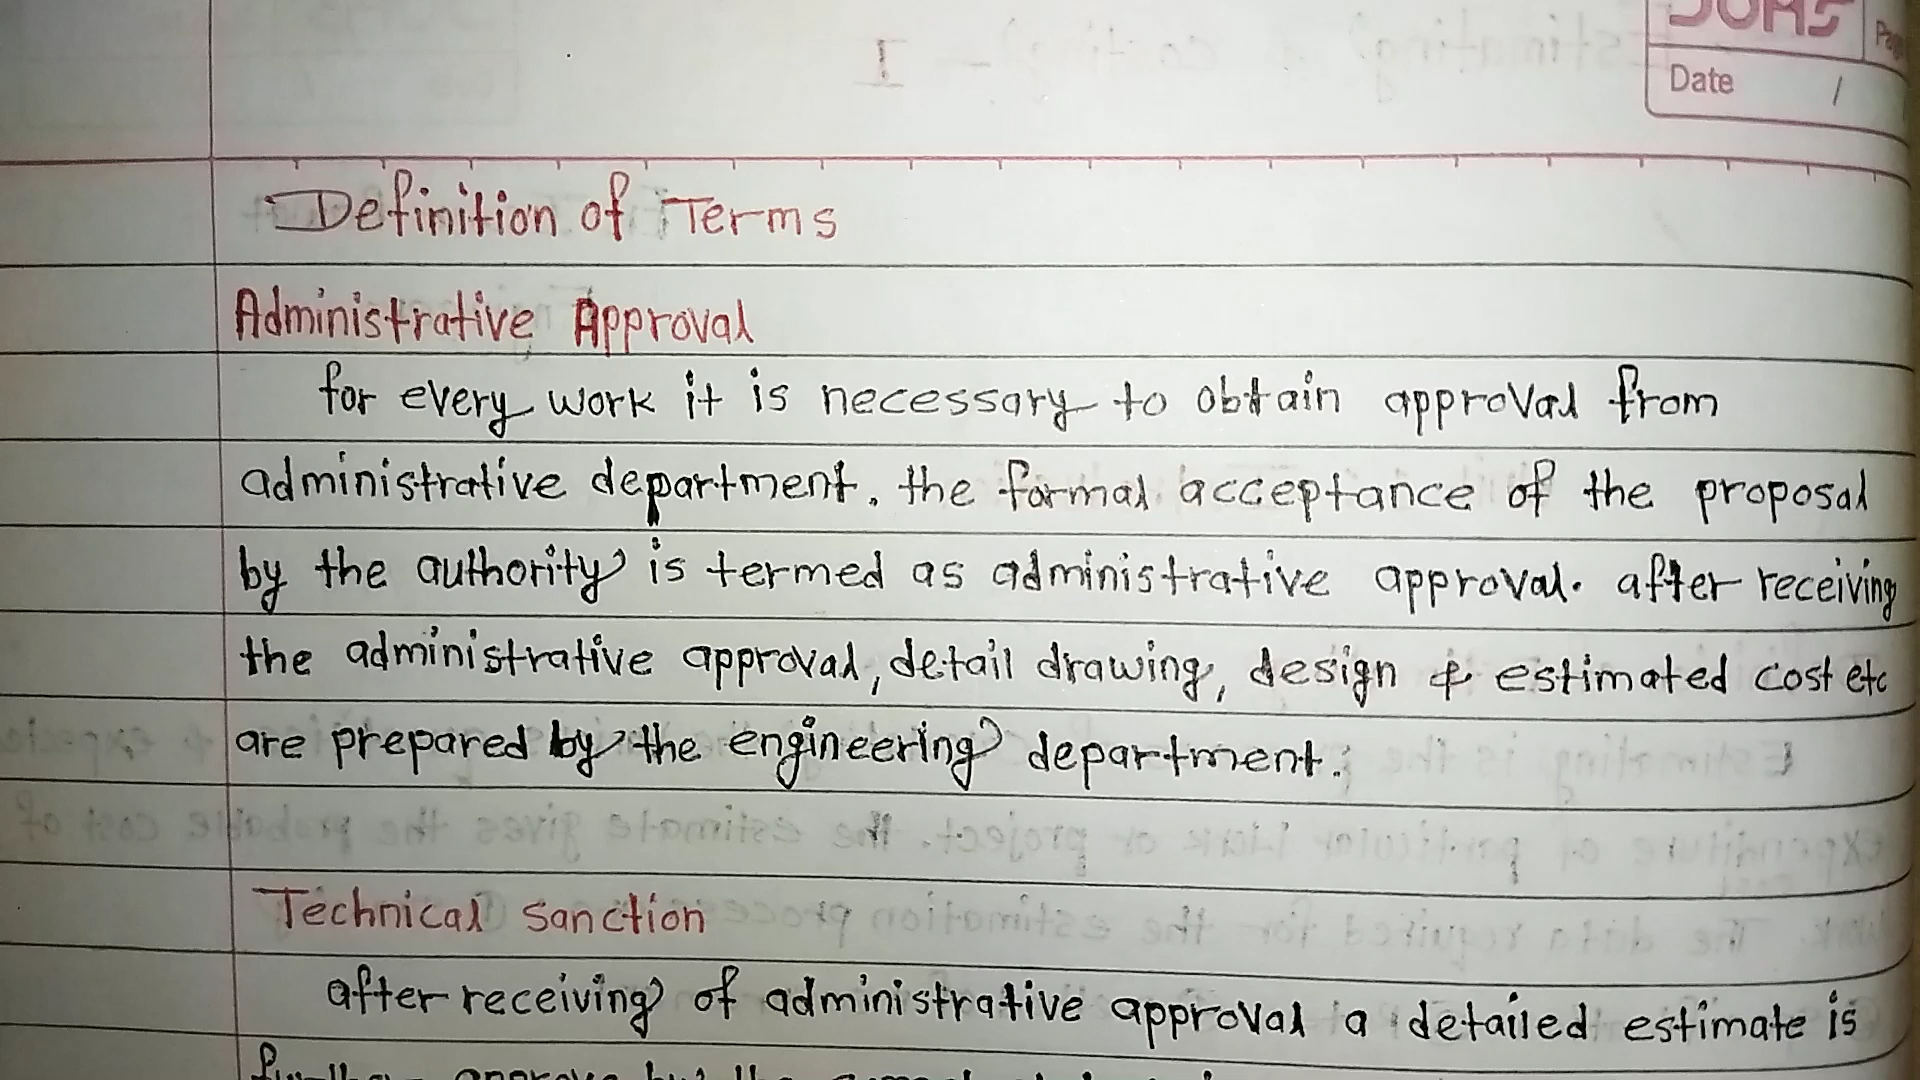 Date /
Definition of Terms
Administrative Approval
for every work it is necessary to obtain approval from
administrative department. the formal acceptance of the proposal
by the authority is termed as administrative approval. after receiving
the administrative approval, detail drawing, design & estimated cost etc
are prepared by the engineering department.
Technical sanction
after receiving of administrative approval a detailed estimate is